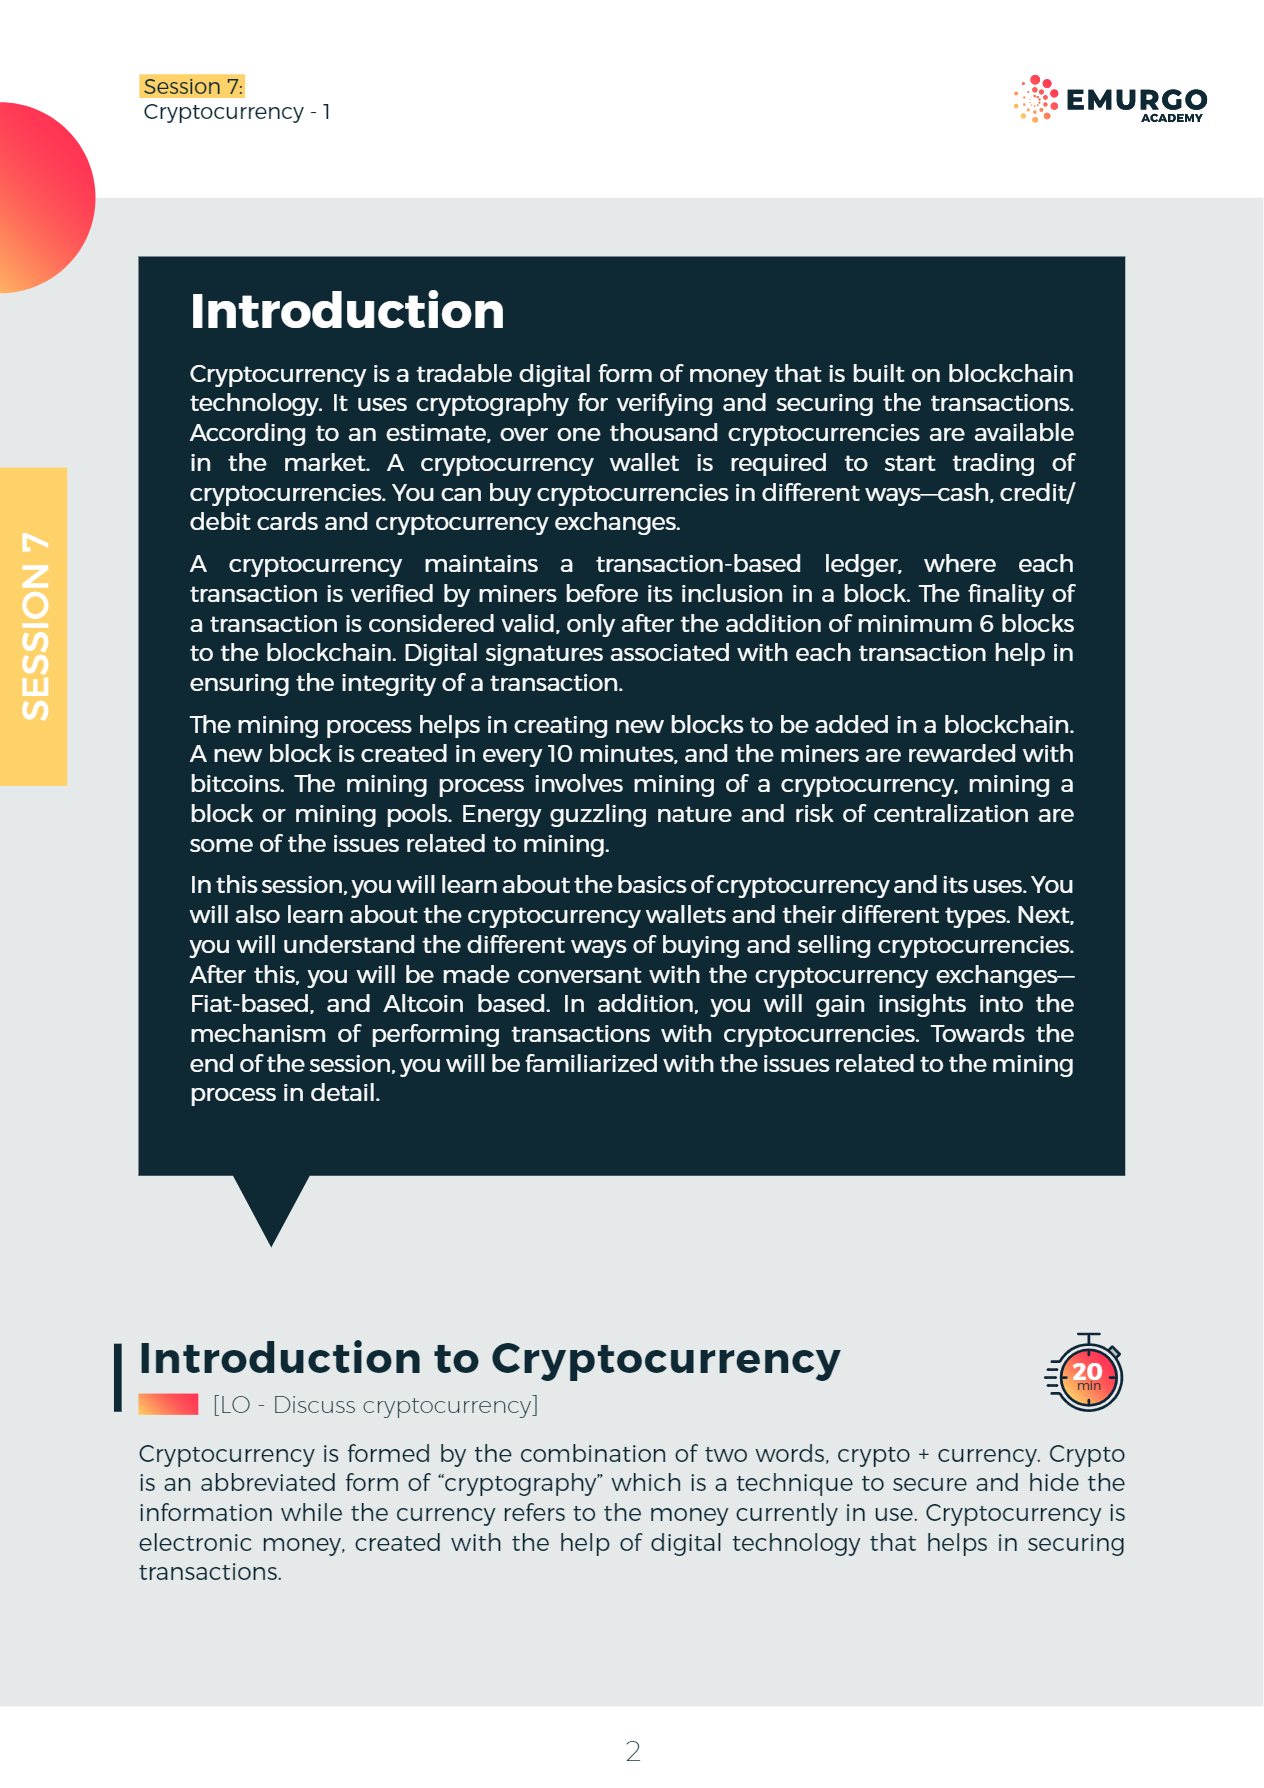 Session 7:
Cryptocurrency - 1
EMURGO
ACADEMY
SESSION 7
Introduction
Cryptocurrency is a tradable digital form of money that is built on blockchain
technology. It uses cryptography for verifying and securing the transactions.
According to an estimate, over one thousand cryptocurrencies are available
in the market. A cryptocurrency wallet is required to start trading of
cryptocurrencies. You can buy cryptocurrencies in different ways—cash, credit/
debit cards and cryptocurrency exchanges.
A cryptocurrency maintains a transaction-based ledger, where each
transaction is verified by miners before its inclusion in a block. The finality of
a transaction is considered valid, only after the addition of minimum 6 blocks
to the blockchain. Digital signatures associated with each transaction help in
ensuring the integrity of a transaction.
The mining process helps in creating new blocks to be added in a blockchain.
A new block is created in every 10 minutes, and the miners are rewarded with
bitcoins. The mining process involves mining of a cryptocurrency, mining a
block or mining pools. Energy guzzling nature and risk of centralization are
some of the issues related to mining.
In this session, you will learn about the basics of cryptocurrency and its uses. You
will also learn about the cryptocurrency wallets and their different types. Next,
you will understand the different ways of buying and selling cryptocurrencies.
After this, you will be made conversant with the cryptocurrency exchanges—
Fiat-based, and Altcoin based. In addition, you will gain insights into the
mechanism of performing transactions with cryptocurrencies. Towards the
end of the session, you will be familiarized with the issues related to the mining
process in detail.
Introduction to Cryptocurrency
20
min
[LO - Discuss cryptocurrency]
Cryptocurrency is formed by the combination of two words, crypto + currency. Crypto
is an abbreviated form of “cryptography” which is a technique to secure and hide the
information while the currency refers to the money currently in use. Cryptocurrency is
electronic money, created with the help of digital technology that helps in securing
transactions.
2